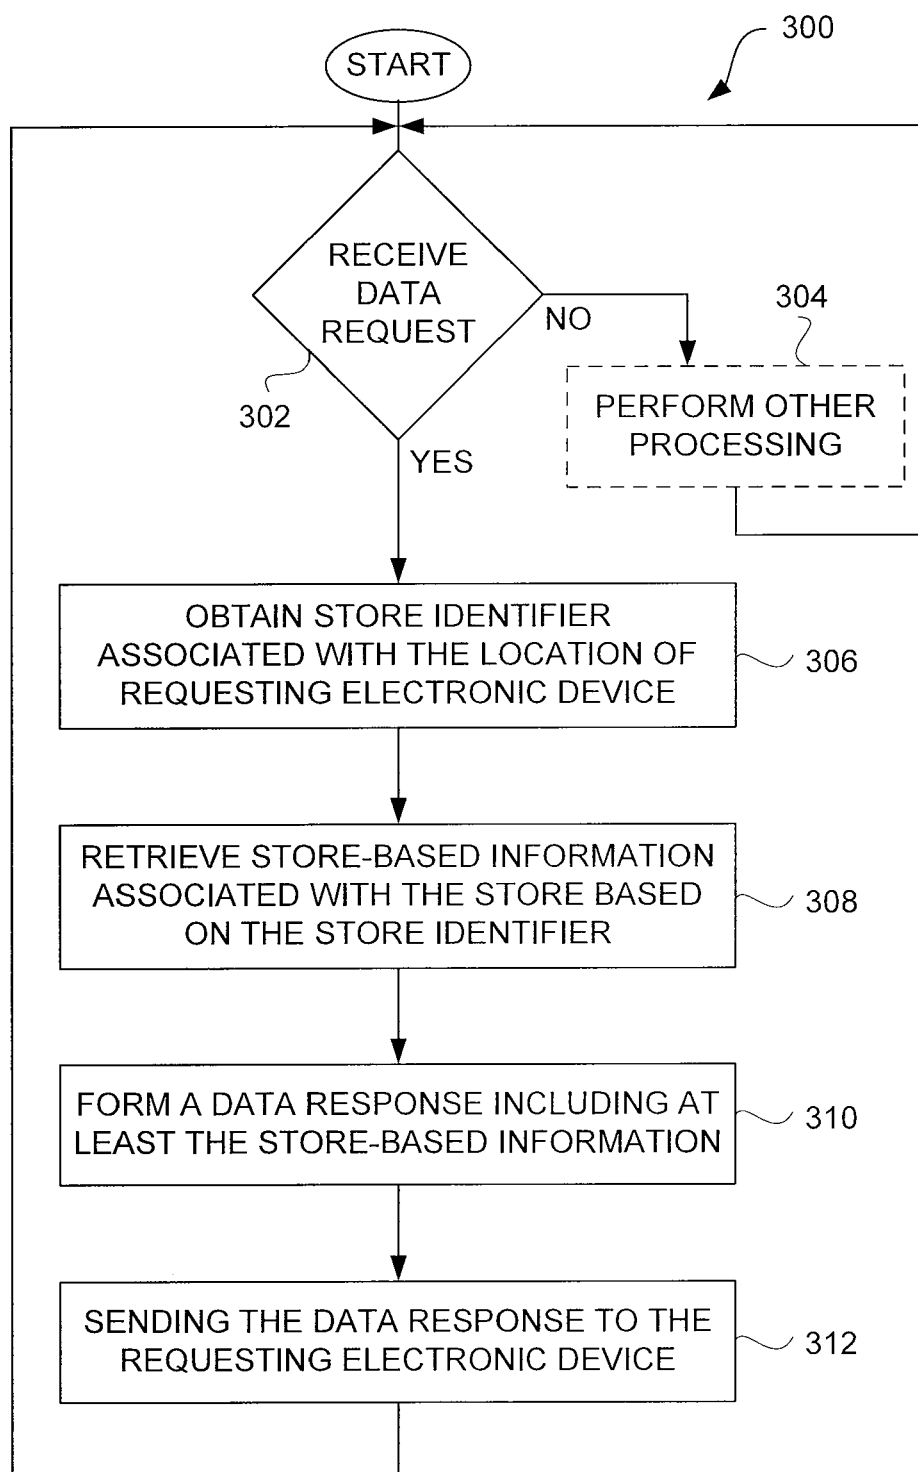 300
START
RECEIVE
DATA
REQUEST
NO
302
YES
304
PERFORM OTHER
PROCESSING
OBTAIN STORE IDENTIFIER
ASSOCIATED WITH THE LOCATION OF
REQUESTING ELECTRONIC DEVICE
306
RETRIEVE STORE-BASED INFORMATION
ASSOCIATED WITH THE STORE BASED
ON THE STORE IDENTIFIER
308
FORM A DATA RESPONSE INCLUDING AT
LEAST THE STORE-BASED INFORMATION
310
SENDING THE DATA RESPONSE TO THE
REQUESTING ELECTRONIC DEVICE
312